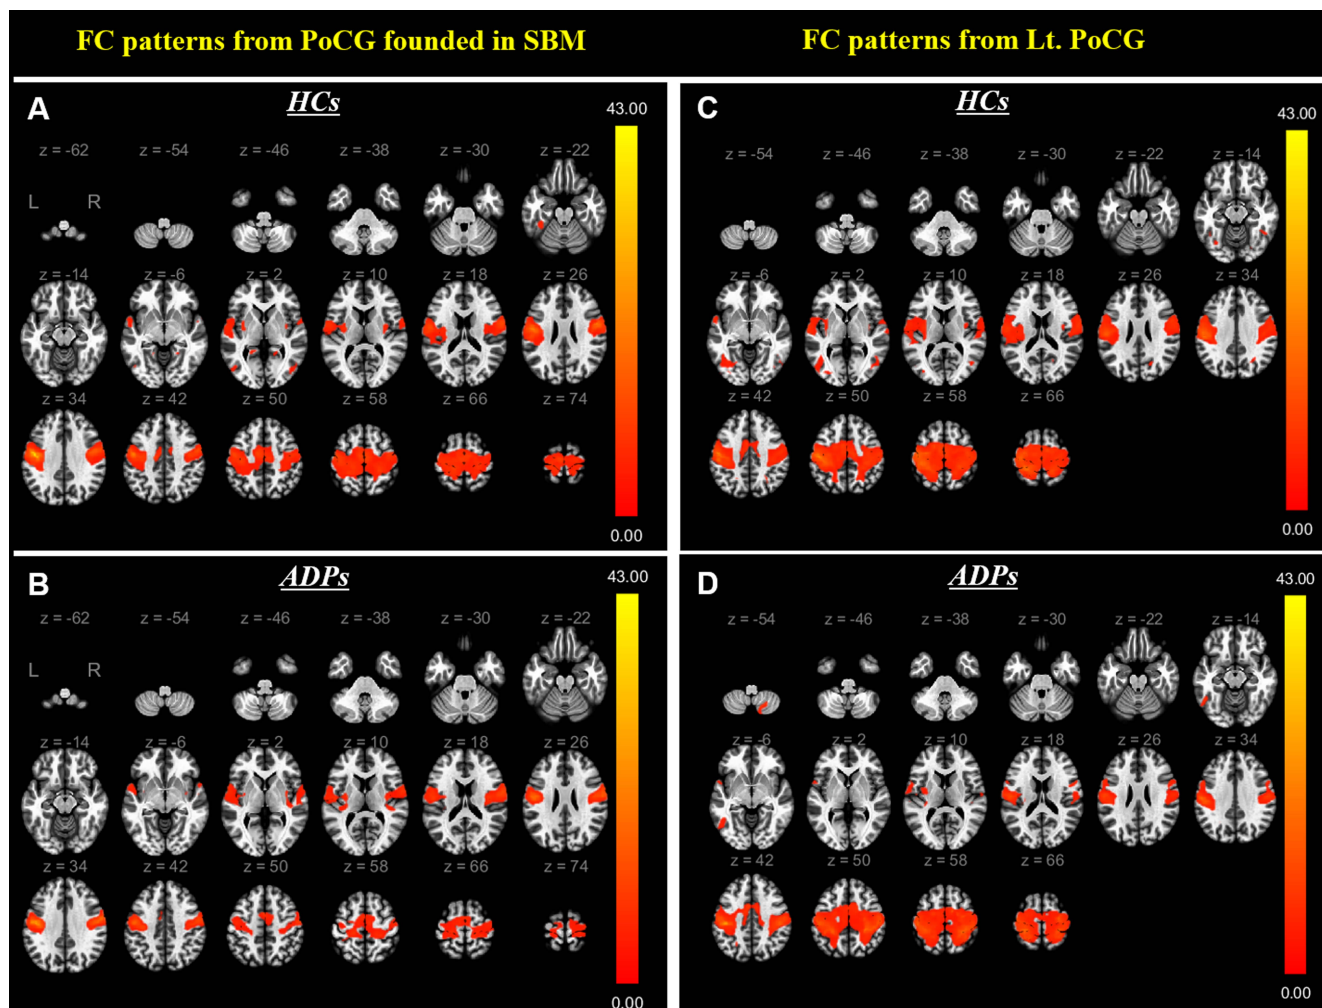 FC patterns from PoCG founded in SBM
FC patterns from Lt. PoCG
A
HCs
43.00
z = -62 z = -54 z = -46 z = -38 z = -30 z = -22
L R
z = -14 z = -6 z = 2 z = 10 z = 18 z = 26
z = 34 z = 42 z = 50 z = 58 z = 66 z = 74
0.00
C
HCs
43.00
z = -54 z = -46 z = -38 z = -30 z = -22 z = -14
z = -6 z = 2 z = 10 z = 18 z = 26 z = 34
z = 42 z = 50 z = 58 z = 66
0.00
B
ADPs
43.00
z = -62 z = -54 z = -46 z = -38 z = -30 z = -22
L R
z = -14 z = -6 z = 2 z = 10 z = 18 z = 26
z = 34 z = 42 z = 50 z = 58 z = 66 z = 74
0.00
D
ADPs
43.00
z = -54 z = -46 z = -38 z = -30 z = -22 z = -14
z = -6 z = 2 z = 10 z = 18 z = 26 z = 34
z = 42 z = 50 z = 58 z = 66
0.00